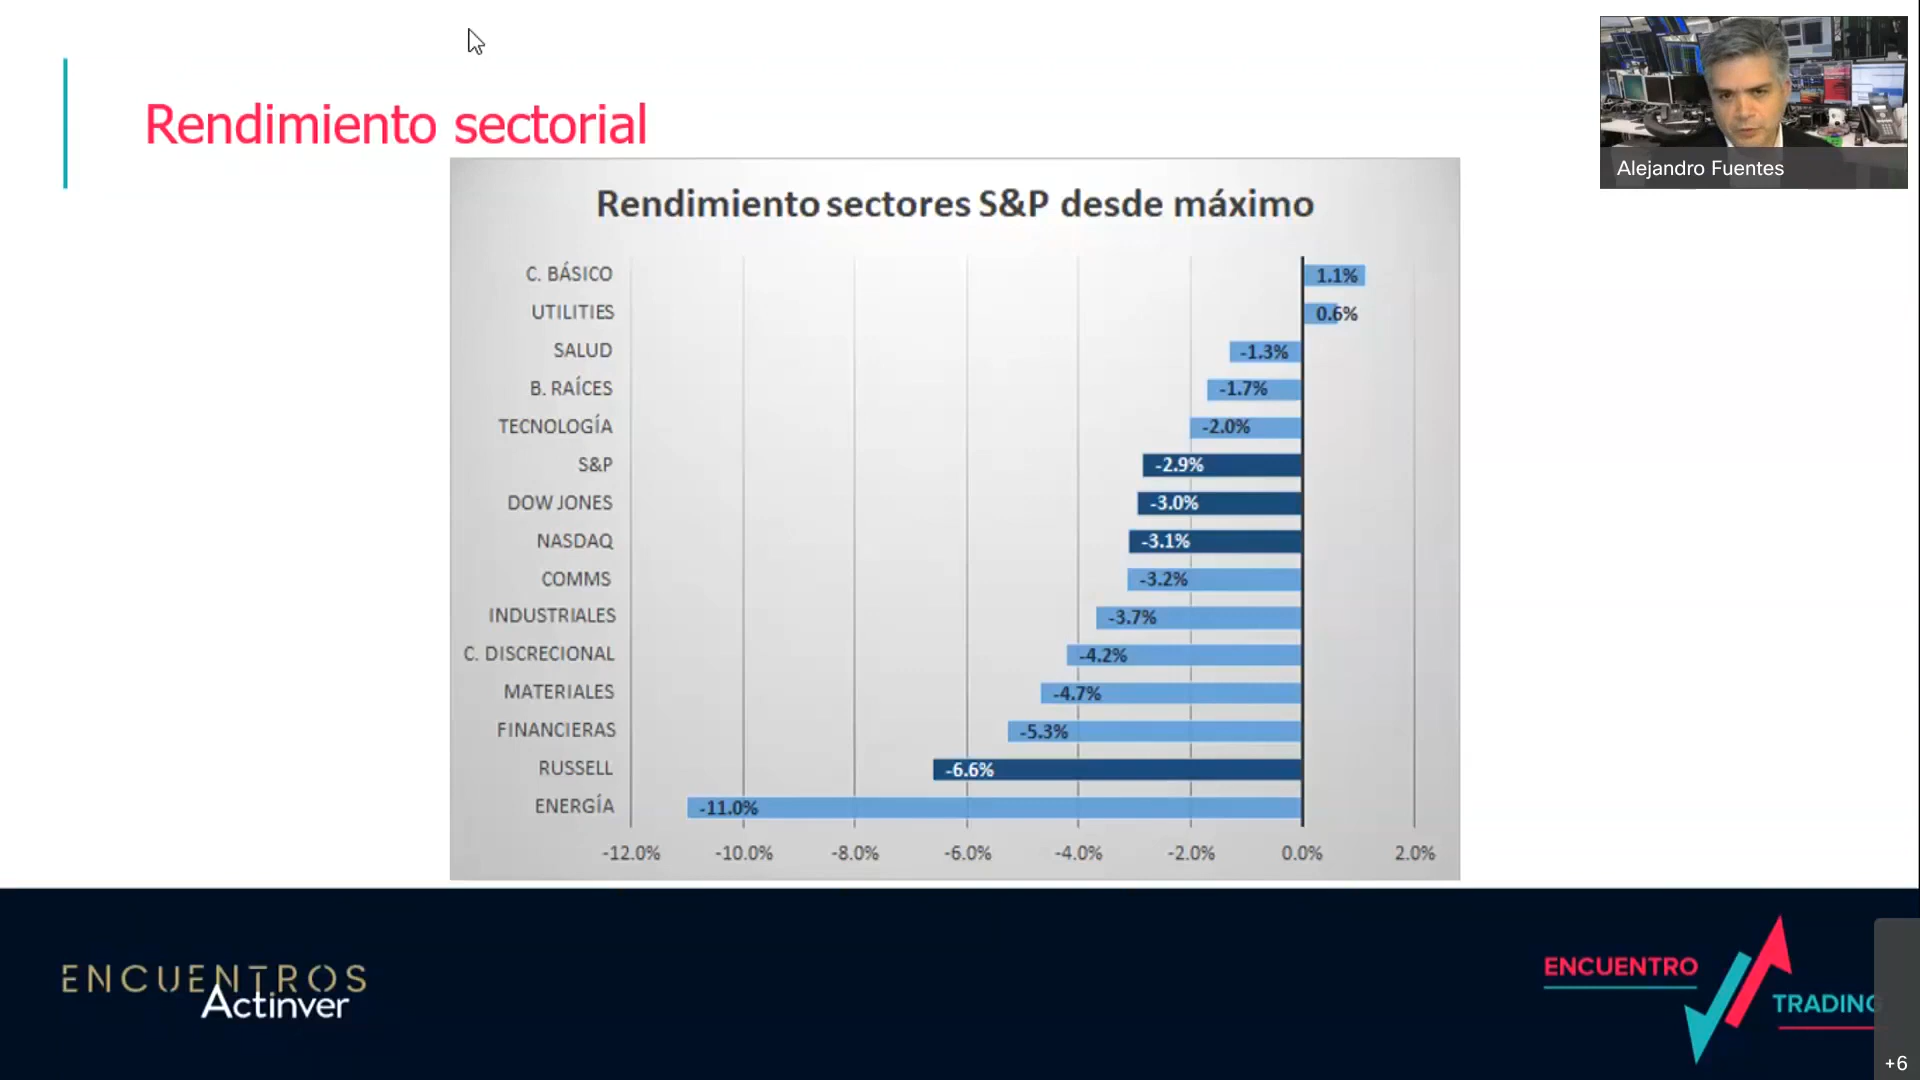 Rendimiento sectorial
Alejandro Fuentes
Rendimiento sectores S&P desde máximo
C. BÁSICO 1.1%
UTILITIES 0.6%
SALUD -1.3%
B. RAÍCES -1.7%
TECNOLOGÍA -2.0%
S&P -2.9%
DOW JONES -3.0%
NASDAQ -3.1%
COMMS -3.2%
INDUSTRIALES -3.7%
C. DISCRECIONAL -4.2%
MATERIALES -4.7%
FINANCIERAS -5.3%
RUSSELL -6.6%
ENERGÍA -11.0%
-12.0% -10.0% -8.0% -6.0% -4.0% -2.0% 0.0% 2.0%
ENCUENTROS
Actinver
ENCUENTRO
TRADING
+6